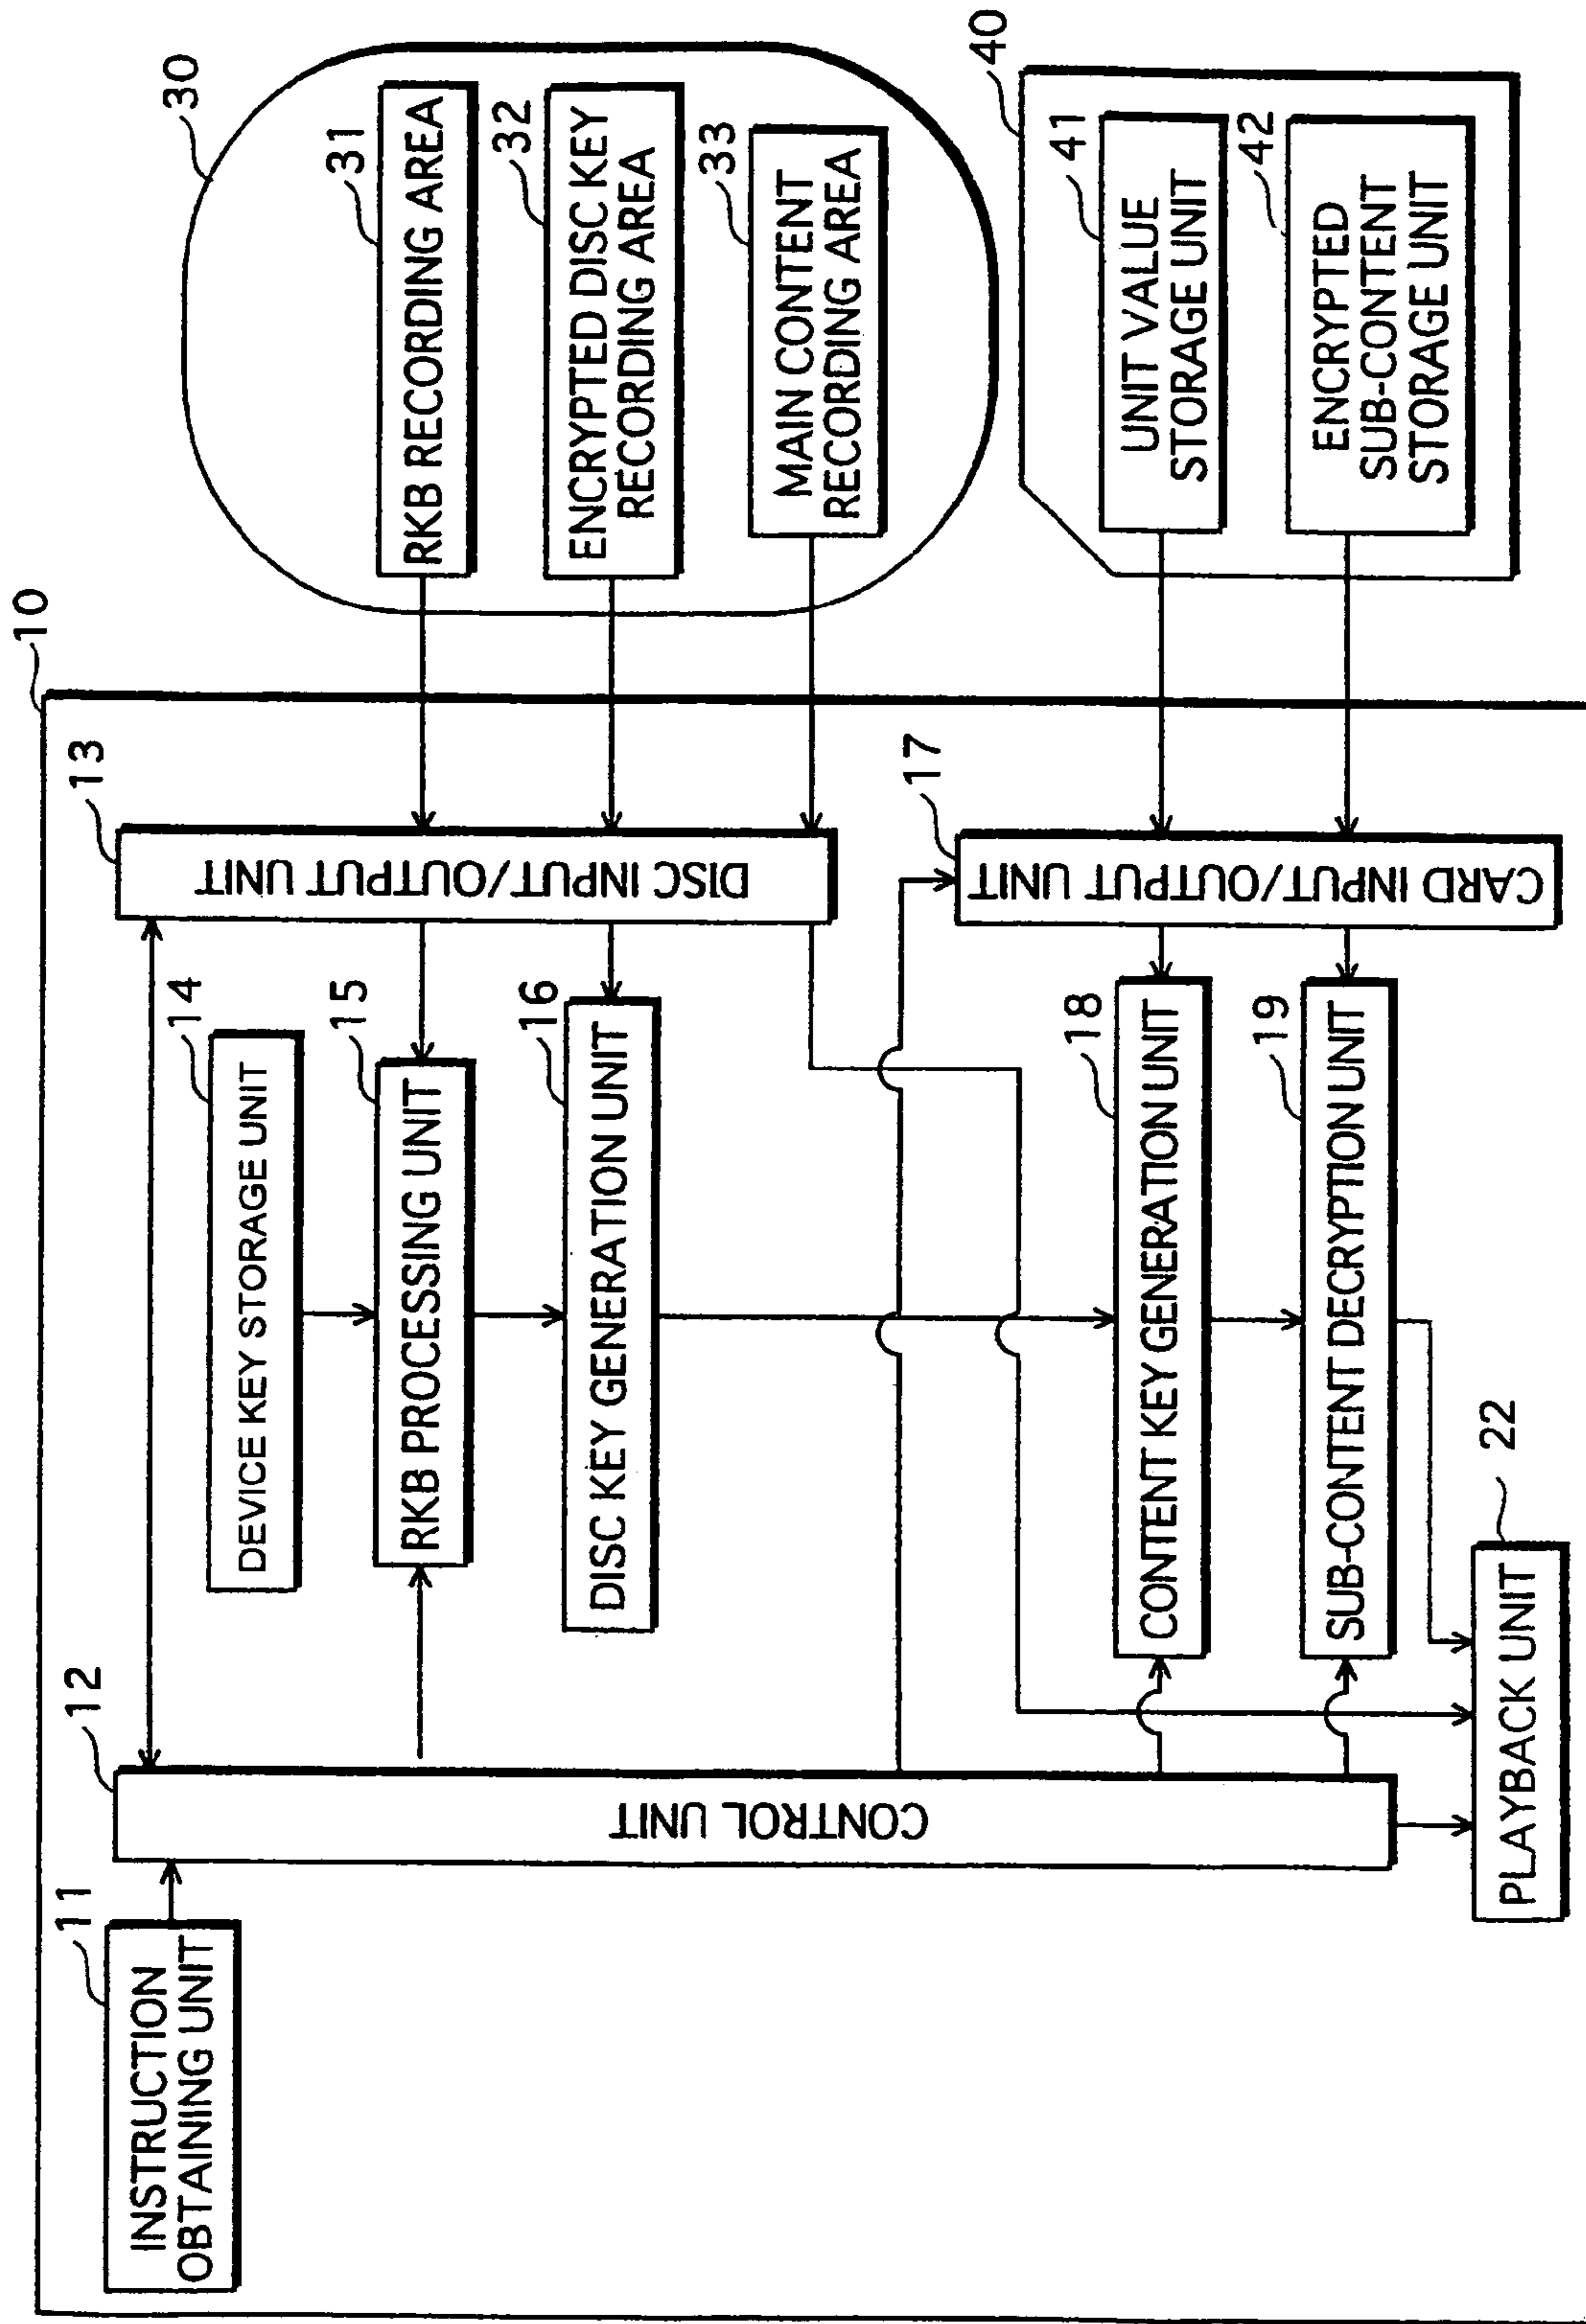 10
11
INSTRUCTION
OBTAINING UNIT
12
CONTROL UNIT
13
DISC INPUT/OUTPUT UNIT
14
DEVICE KEY STORAGE UNIT
15
RKB PROCESSING UNIT
16
DISC KEY GENERATION UNIT
17
CARD INPUT/OUTPUT UNIT
18
CONTENT KEY GENERATION UNIT
19
SUB-CONTENT DECRYPTION UNIT
22
PLAYBACK UNIT
30
31
RKB RECORDING AREA
32
ENCRYPTED DISC KEY
RECORDING AREA
33
MAIN CONTENT
RECORDING AREA
40
41
UNIT VALUE
STORAGE UNIT
42
ENCRYPTED
SUB-CONTENT
STORAGE UNIT